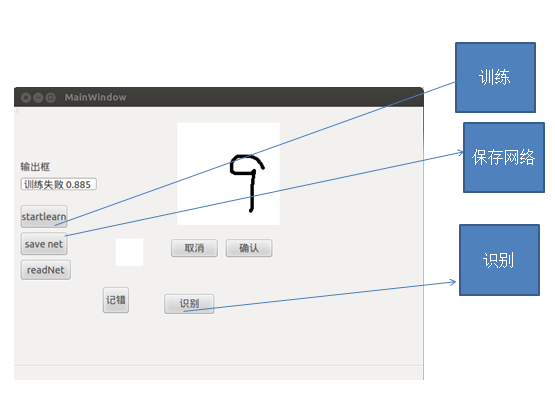 训练
MainWindow
保存网络
输出框
训练失败 0.885
9
startlearn
save net
取消
确认
识别
readNet
记错
识别